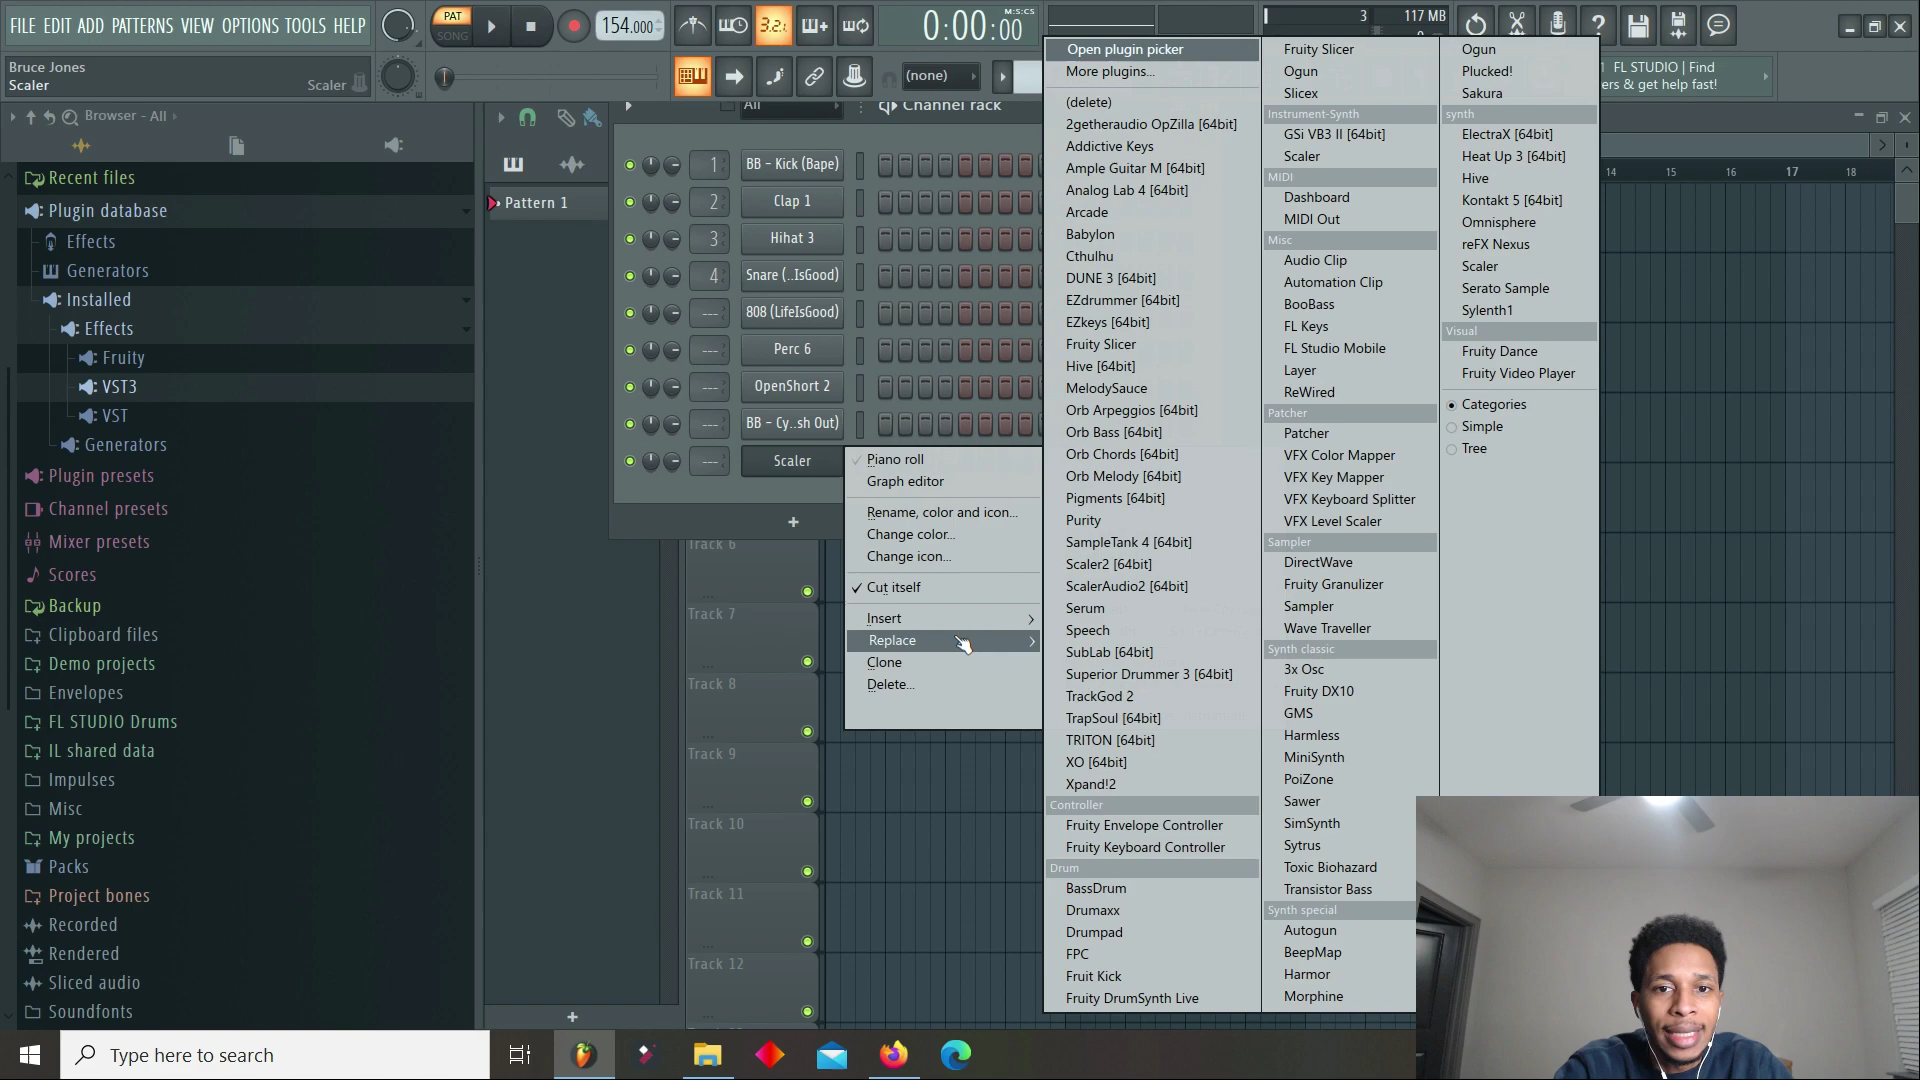 FILE EDIT ADD PATTERNS VIEW OPTIONS TOOLS HELP
PAT
SONG
154.000
3.2.
0:00:00
M:S:CS
3
117 MB
Bruce Jones
Scaler
Scaler
(none)
1 FL STUDIO | Find
ers & get help fast!
Browser - All
Recent files
Plugin database
Effects
Generators
Installed
Effects
Fruity
VST3
VST
Generators
Plugin presets
Channel presets
Mixer presets
Scores
Backup
Clipboard files
Demo projects
Envelopes
FL STUDIO Drums
IL shared data
Impulses
Misc
My projects
Packs
Project bones
Recorded
Rendered
Sliced audio
Soundfonts
Pattern 1
All
Channel rack
1 BB - Kick (Bape)
2 Clap 1
3 Hihat 3
4 Snare (..IsGood)
--- 808 (LifeIsGood)
--- Perc 6
--- OpenShort 2
--- BB - Cy..sh Out)
--- Scaler
+
Track 6
Track 7
Track 8
Track 9
Track 10
Track 11
Track 12
+
14 15 16 17 18
Piano roll
Graph editor
Rename, color and icon...
Change color...
Change icon...
Cut itself
Insert
Replace
Clone
Delete...
Open plugin picker
More plugins...
(delete)
2getheraudio OpZilla [64bit]
Addictive Keys
Ample Guitar M [64bit]
Analog Lab 4 [64bit]
Arcade
Babylon
Cthulhu
DUNE 3 [64bit]
EZdrummer [64bit]
EZkeys [64bit]
Fruity Slicer
Hive [64bit]
MelodySauce
Orb Arpeggios [64bit]
Orb Bass [64bit]
Orb Chords [64bit]
Orb Melody [64bit]
Pigments [64bit]
Purity
SampleTank 4 [64bit]
Scaler2 [64bit]
ScalerAudio2 [64bit]
Serum
Speech
SubLab [64bit]
Superior Drummer 3 [64bit]
TrackGod 2
TrapSoul [64bit]
TRITON [64bit]
XO [64bit]
Xpand!2
Controller
Fruity Envelope Controller
Fruity Keyboard Controller
Drum
BassDrum
Drumaxx
Drumpad
FPC
Fruit Kick
Fruity DrumSynth Live
Fruity Slicer
Ogun
Slicex
Instrument-Synth
GSi VB3 II [64bit]
Scaler
MIDI
Dashboard
MIDI Out
Misc
Audio Clip
Automation Clip
BooBass
FL Keys
FL Studio Mobile
Layer
ReWired
Patcher
Patcher
VFX Color Mapper
VFX Key Mapper
VFX Keyboard Splitter
VFX Level Scaler
Sampler
DirectWave
Fruity Granulizer
Sampler
Wave Traveller
Synth classic
3x Osc
Fruity DX10
GMS
Harmless
MiniSynth
PoiZone
Sawer
SimSynth
Sytrus
Toxic Biohazard
Transistor Bass
Synth special
Autogun
BeepMap
Harmor
Morphine
Ogun
Plucked!
Sakura
synth
ElectraX [64bit]
Heat Up 3 [64bit]
Hive
Kontakt 5 [64bit]
Omnisphere
reFX Nexus
Scaler
Serato Sample
Sylenth1
Visual
Fruity Dance
Fruity Video Player
Categories
Simple
Tree
Type here to search